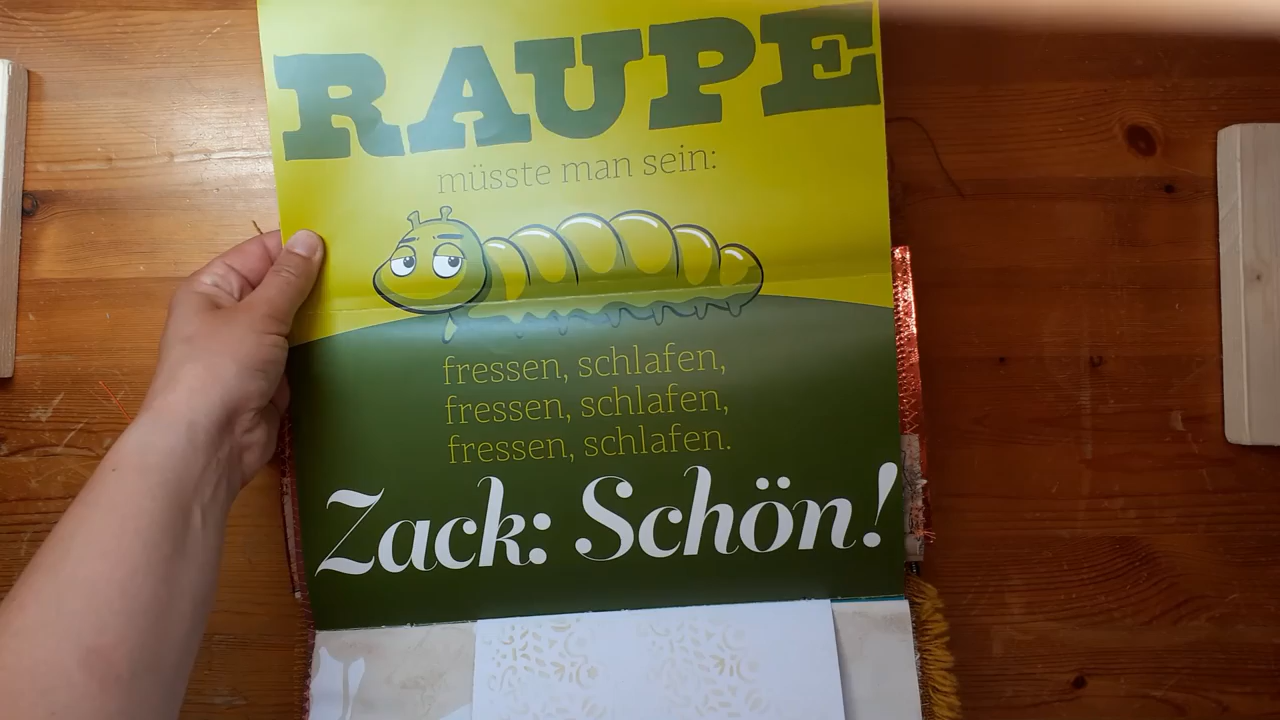 RAUPE
müsste man sein:
fressen, schlafen,
fressen, schlafen,
fressen, schlafen.
Zack: Schön!